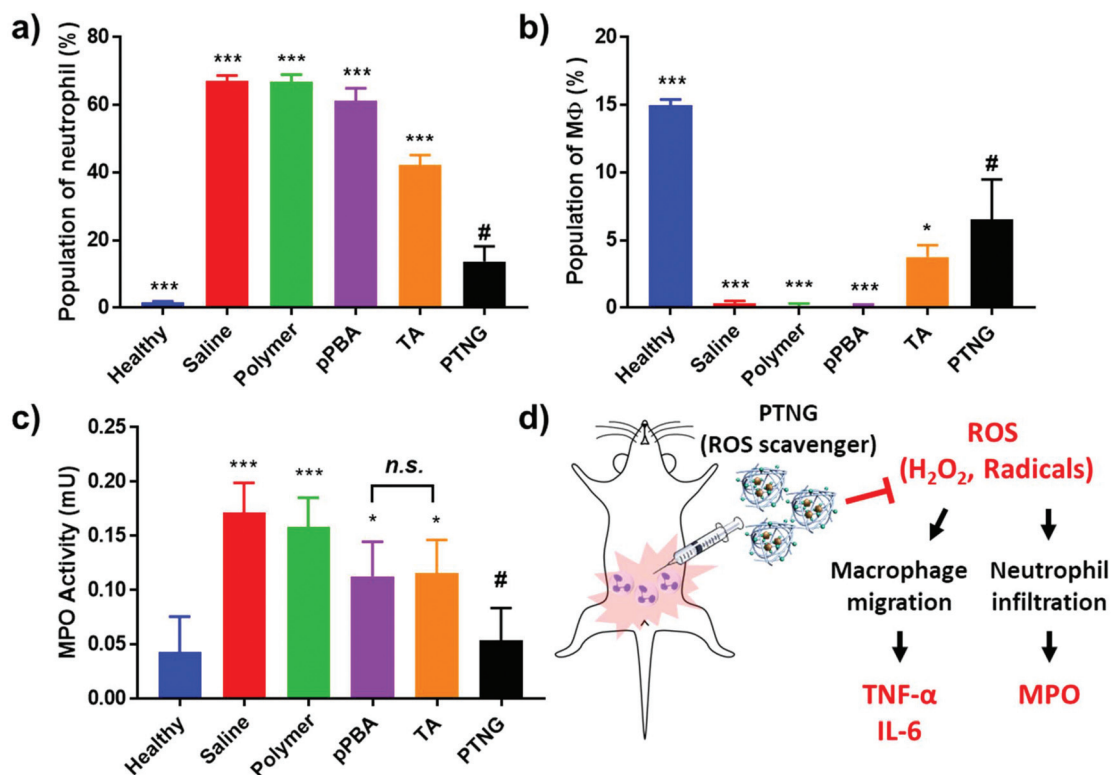 a)
Population of neutrophil (%)
80
60
40
20
0
***
***
***
***
***
#
Healthy
Saline
Polymer
pPBA
TA
PTNG
b)
Population of MΦ (%)
20
15
10
5
0
***
***
***
***
*
#
Healthy
Saline
Polymer
pPBA
TA
PTNG
c)
MPO Activity (mU)
0.25
0.20
0.15
0.10
0.05
0.00
***
***
n.s.
*
*
#
Healthy
Saline
Polymer
pPBA
TA
PTNG
d)
PTNG
(ROS scavenger)
ROS
(H₂O₂, Radicals)
Macrophage
migration
Neutrophil
infiltration
TNF-α
IL-6
MPO